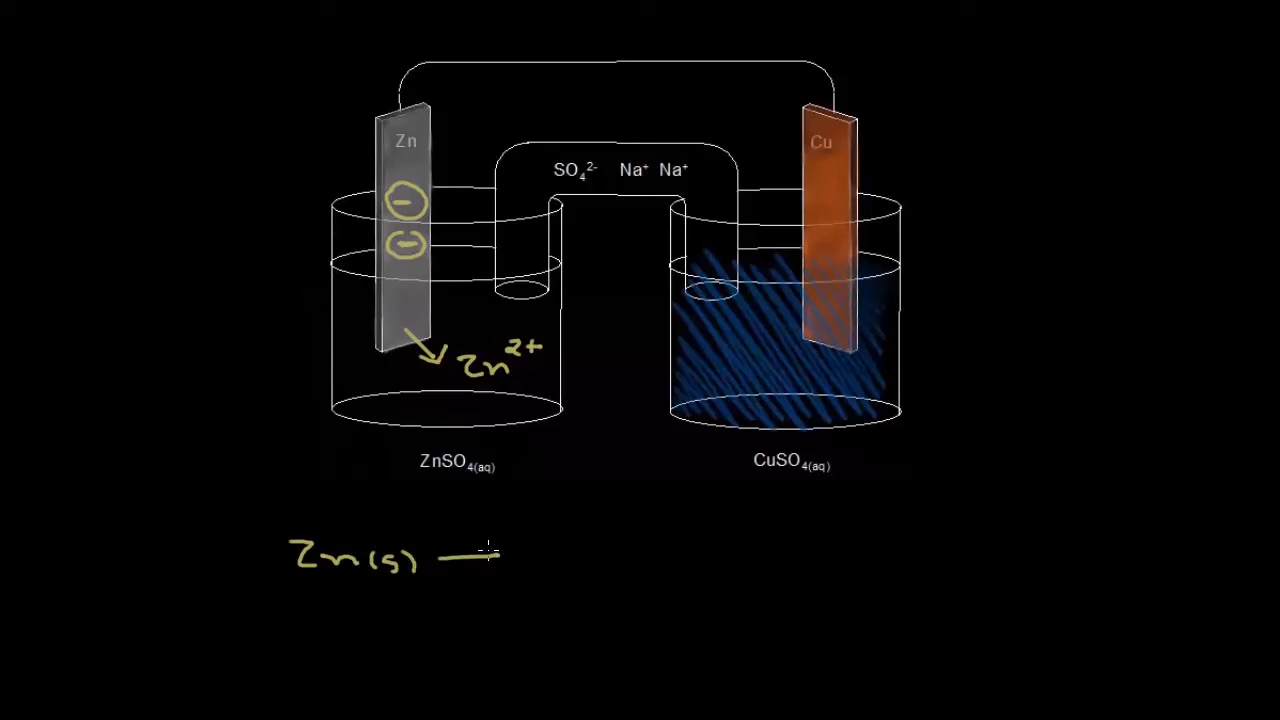 Zn Cu
SO₄²⁻ Na⁺ Na⁺
− −
Zn²⁺
ZnSO₄(aq) CuSO₄(aq)
Zn(s) —